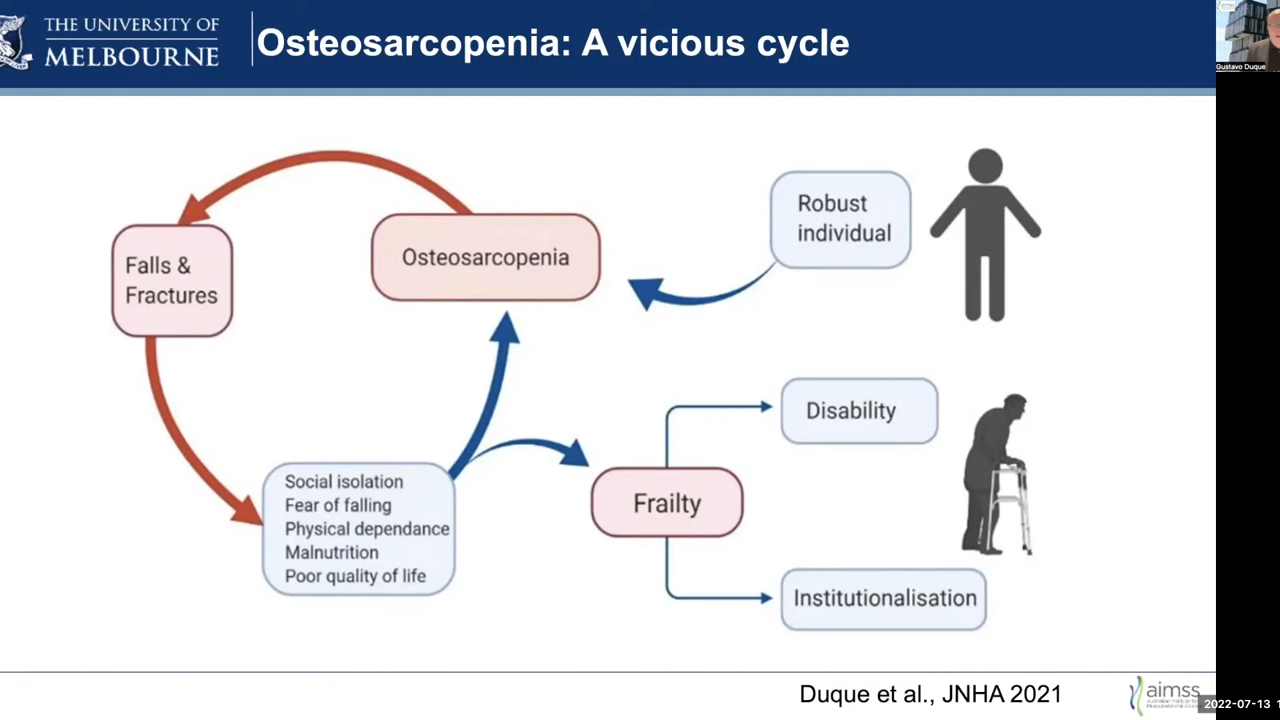 THE UNIVERSITY OF
MELBOURNE
Osteosarcopenia: A vicious cycle
Gustavo Duque
Robust
individual
Osteosarcopenia
Falls &
Fractures
Disability
Social isolation
Fear of falling
Physical dependance
Malnutrition
Poor quality of life
Frailty
Institutionalisation
Duque et al., JNHA 2021
aimss
2022-07-13 1